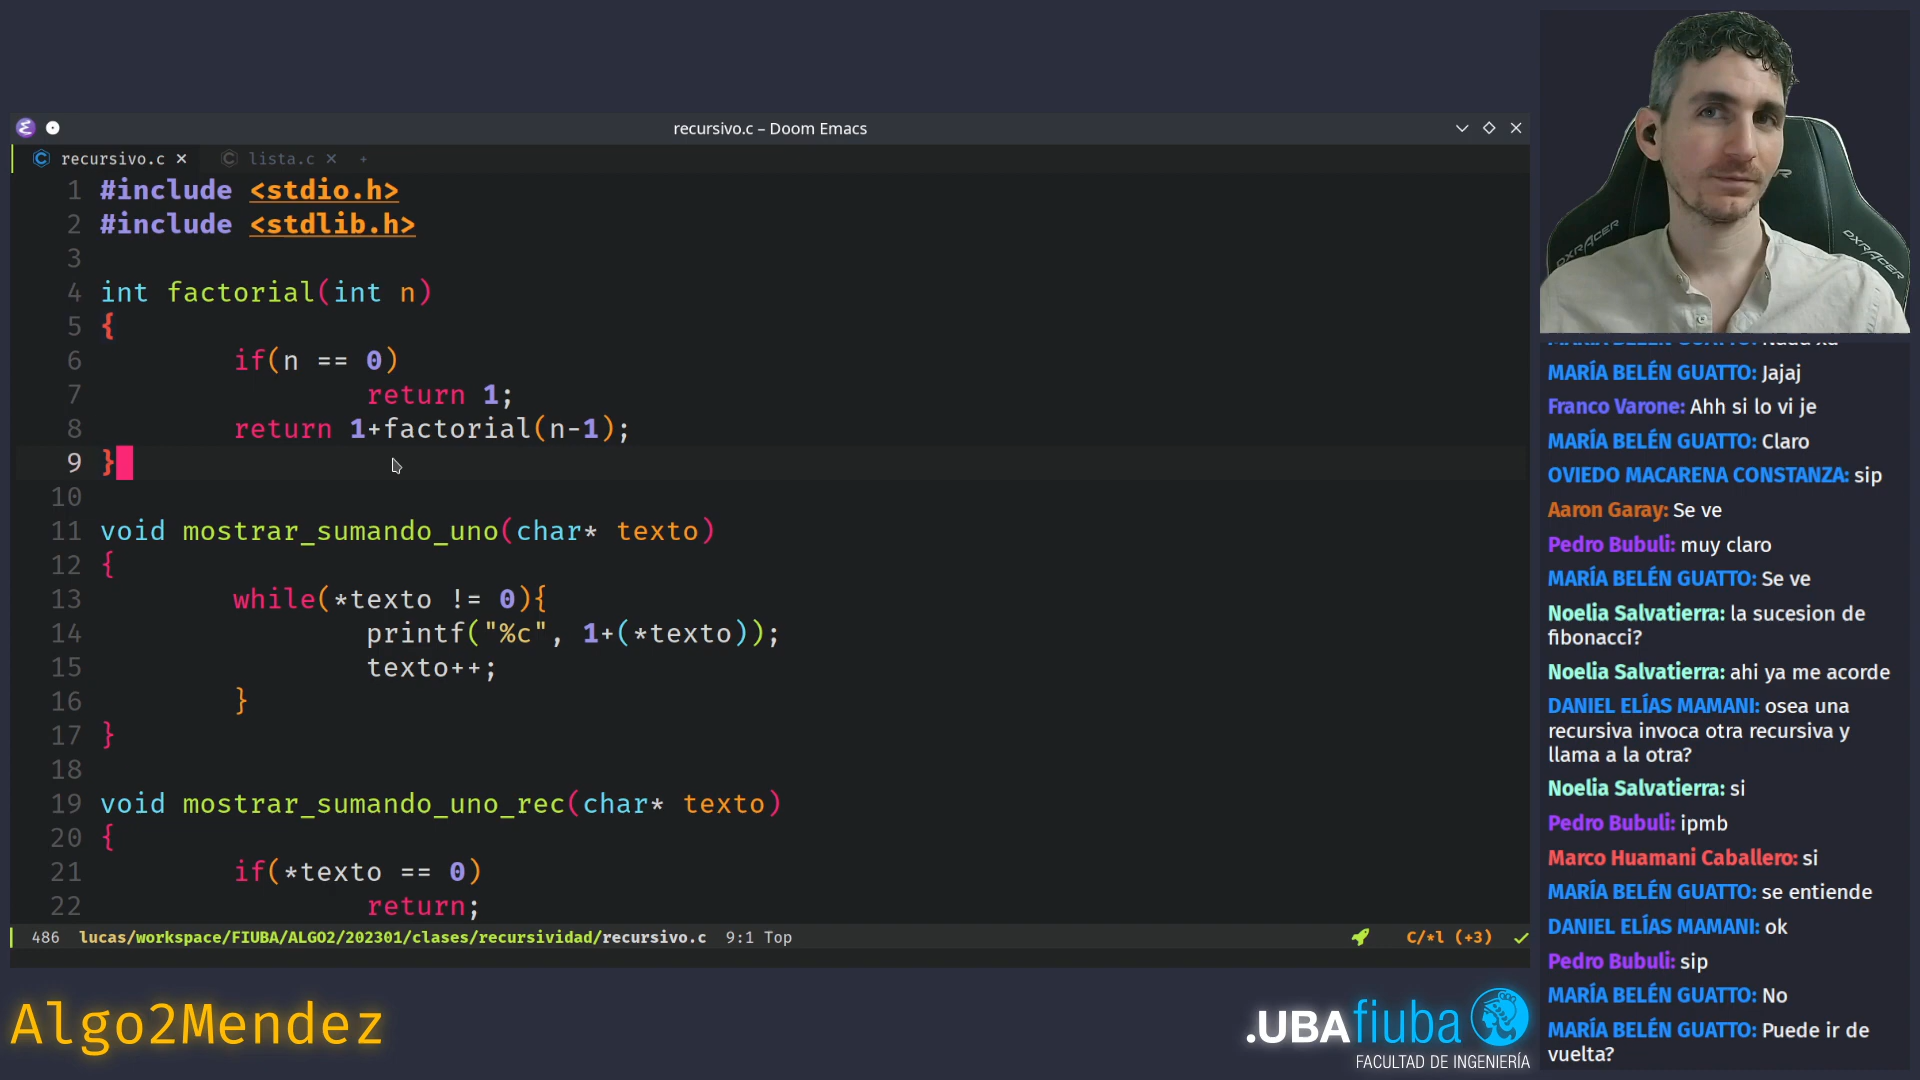 recursivo.c – Doom Emacs
recursivo.c × lista.c × +
1 #include <stdio.h>
2 #include <stdlib.h>
3
4 int factorial(int n)
5 {
6 if(n == 0)
7 return 1;
8 return 1+factorial(n-1);
9 }
10
11 void mostrar_sumando_uno(char* texto)
12 {
13 while(*texto != 0){
14 printf("%c", 1+(*texto));
15 texto++;
16 }
17 }
18
19 void mostrar_sumando_uno_rec(char* texto)
20 {
21 if(*texto == 0)
22 return;
486 lucas/workspace/FIUBA/ALGO2/202301/clases/recursividad/recursivo.c 9:1 Top C/*l (+3)
DXRACER
DXRACER
MARÍA BELÉN GUATTO: Jajaj
Franco Varone: Ahh si lo vi je
MARÍA BELÉN GUATTO: Claro
OVIEDO MACARENA CONSTANZA: sip
Aaron Garay: Se ve
Pedro Bubuli: muy claro
MARÍA BELÉN GUATTO: Se ve
Noelia Salvatierra: la sucesion de
fibonacci?
Noelia Salvatierra: ahi ya me acorde
DANIEL ELÍAS MAMANI: osea una
recursiva invoca otra recursiva y
llama a la otra?
Noelia Salvatierra: si
Pedro Bubuli: ipmb
Marco Huamani Caballero: si
MARÍA BELÉN GUATTO: se entiende
DANIEL ELÍAS MAMANI: ok
Pedro Bubuli: sip
MARÍA BELÉN GUATTO: No
MARÍA BELÉN GUATTO: Puede ir de
vuelta?
Algo2Mendez
.UBAfiuba
FACULTAD DE INGENIERÍA